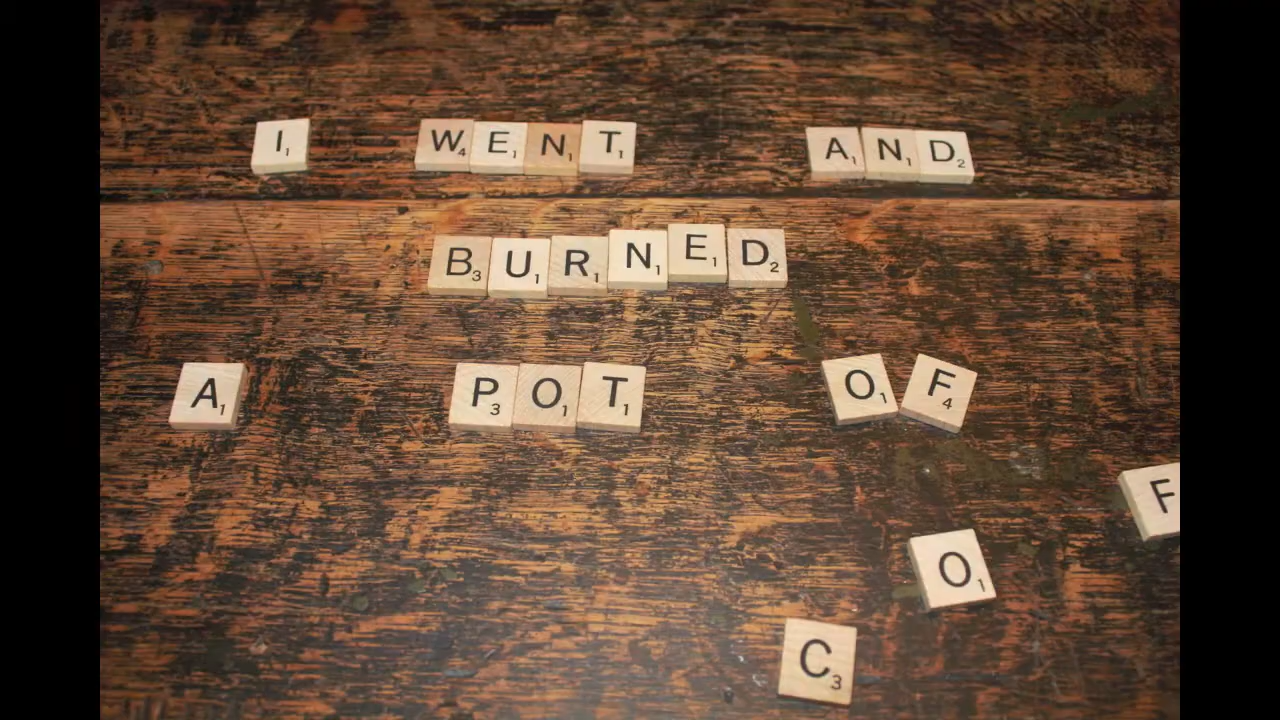 I WENT AND
BURNED
A POT OF
F
O
C